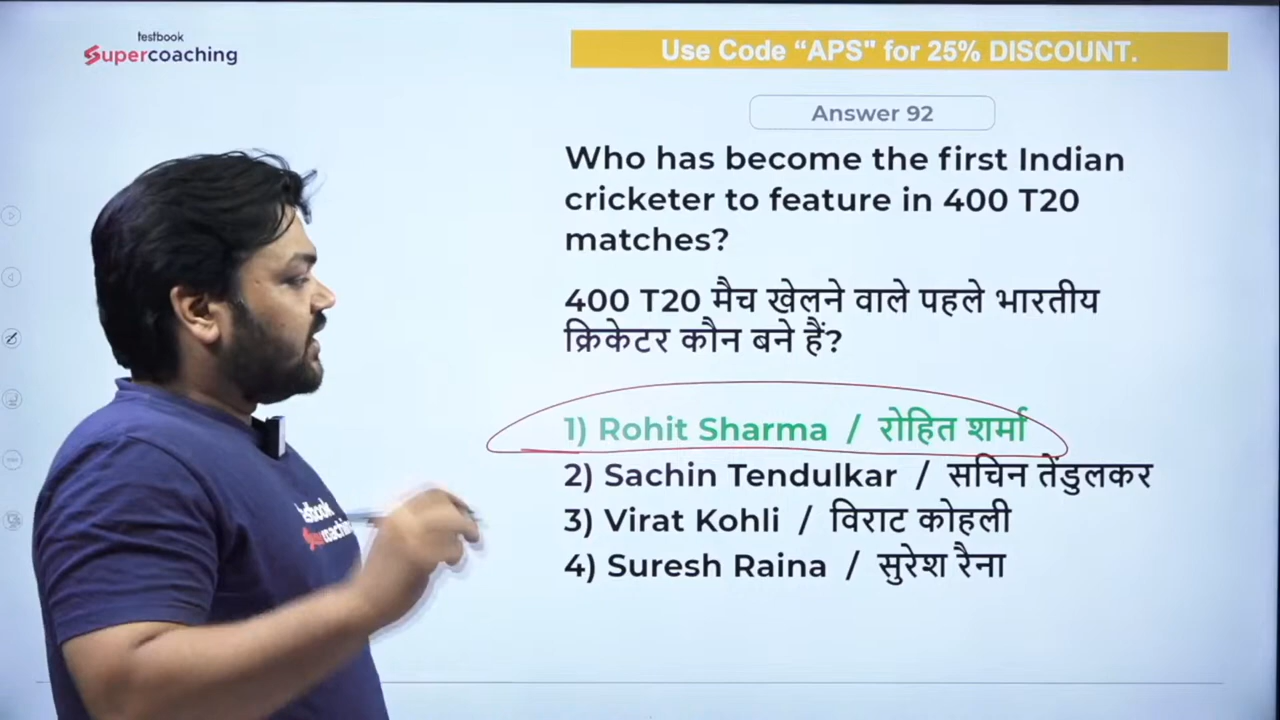 testbook
Supercoaching
Use Code “APS" for 25% DISCOUNT.
Answer 92
Who has become the first Indian
cricketer to feature in 400 T20
matches?
400 T20 मैच खेलने वाले पहले भारतीय
क्रिकेटर कौन बने हैं?
1) Rohit Sharma / रोहित शर्मा
2) Sachin Tendulkar / सचिन तेंडुलकर
3) Virat Kohli / विराट कोहली
4) Suresh Raina / सुरेश रैना
testbook
Supercoaching